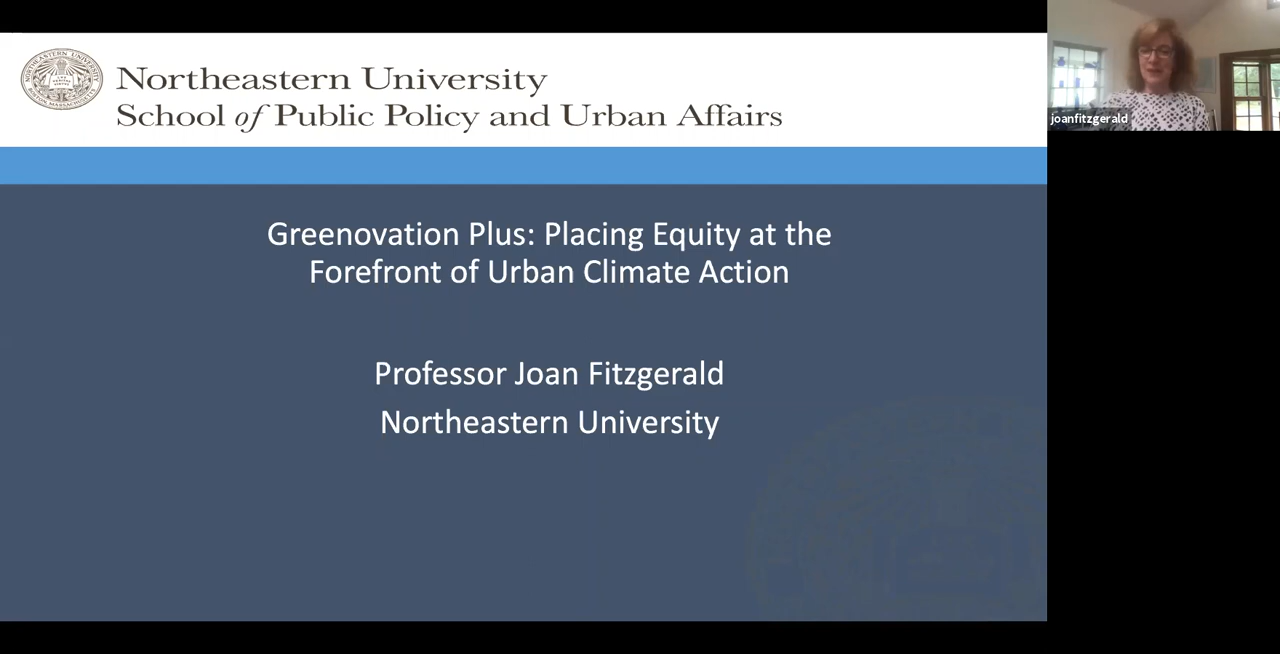 Northeastern University
School of Public Policy and Urban Affairs
joanfitzgerald
Greenovation Plus: Placing Equity at the
Forefront of Urban Climate Action
Professor Joan Fitzgerald
Northeastern University